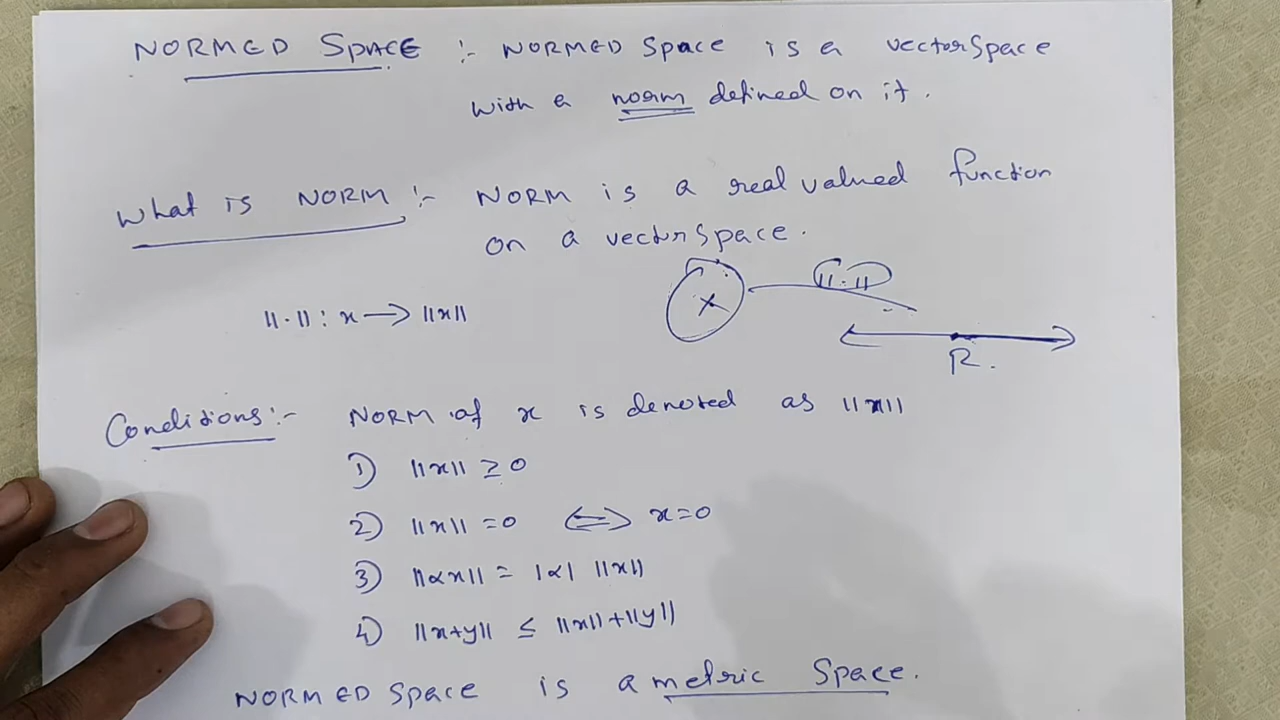 NORMED SPACE :- NORMED Space is a vectorSpace
with a norm defined on it.
What is NORM :- NORM is a real valued function
on a vectorSpace.
||·|| : x → ||x||
X
||·||
R.
Conditions :- NORM of x is denoted as ||x||
1) ||x|| ≥ 0
2) ||x|| = 0 ⟺ x=0
3) ||αx|| = |α| ||x||
4) ||x+y|| ≤ ||x||+||y||
NORMED Space is a metric Space.